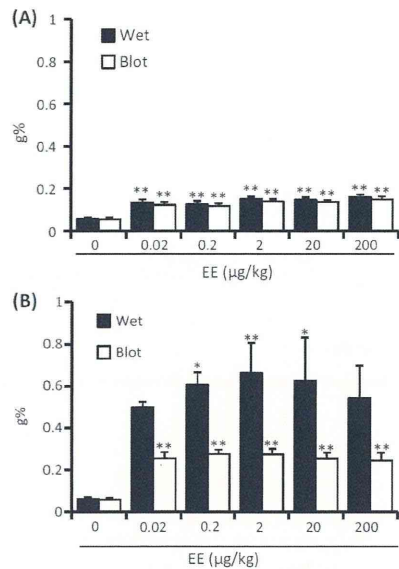 (A)
1
0.8
0.6
0.4
0.2
0
g%
Wet
Blot
** ** ** ** ** ** ** ** ** **
0 0.02 0.2 2 20 200
EE (µg/kg)
(B)
1
0.8
0.6
0.4
0.2
0
g%
Wet
Blot
* ** *
** ** ** ** **
0 0.02 0.2 2 20 200
EE (µg/kg)